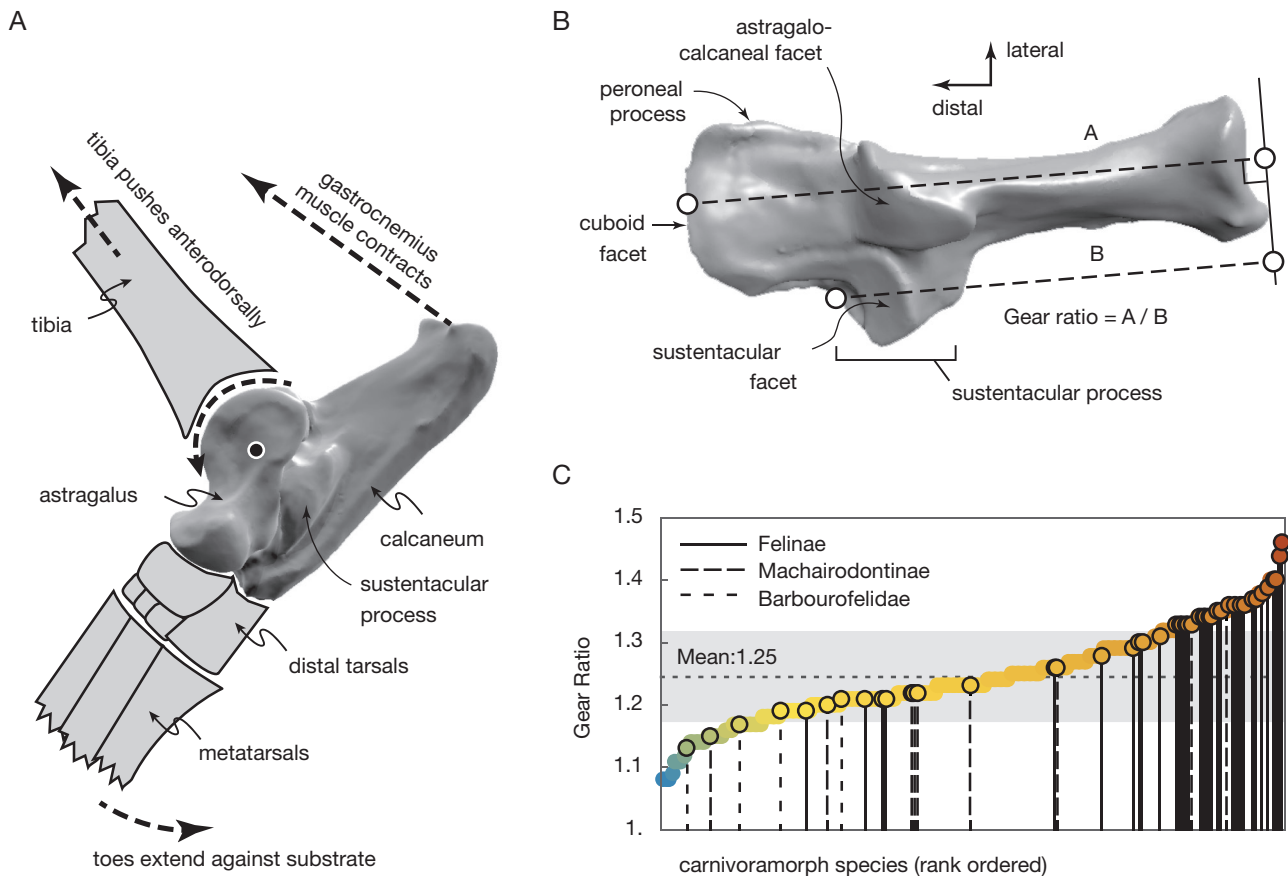 A
tibia pushes anterodorsally
gastrocnemius
muscle contracts
tibia
astragalus
calcaneum
sustentacular
process
distal tarsals
metatarsals
toes extend against substrate
B
astragalo-
calcaneal facet
lateral
distal
peroneal
process
A
cuboid
facet
B
Gear ratio = A / B
sustentacular
facet
sustentacular process
C
1.5
1.4
1.3
1.2
1.1
1.
Gear Ratio
Felinae
Machairodontinae
Barbourofelidae
Mean:1.25
carnivoramorph species (rank ordered)